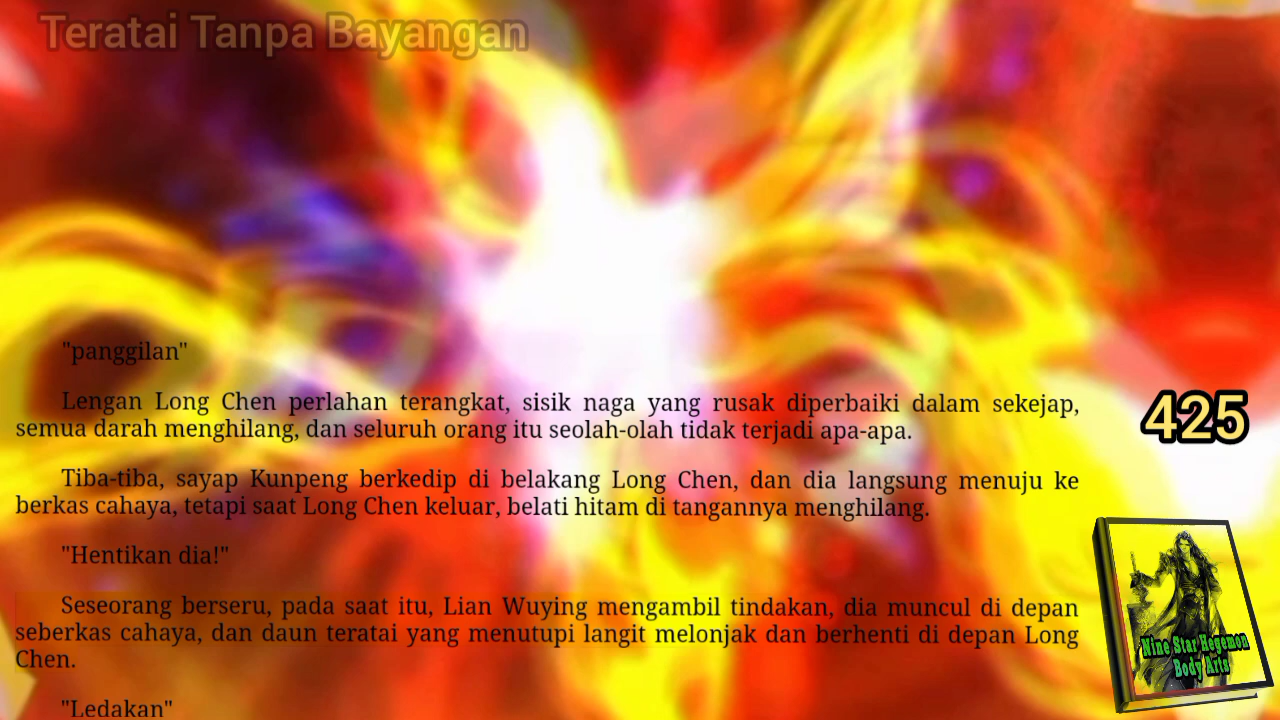 Teratai Tanpa Bayangan
"panggilan"
Lengan Long Chen perlahan terangkat, sisik naga yang rusak diperbaiki dalam sekejap,
semua darah menghilang, dan seluruh orang itu seolah-olah tidak terjadi apa-apa.
Tiba-tiba, sayap Kunpeng berkedip di belakang Long Chen, dan dia langsung menuju ke
berkas cahaya, tetapi saat Long Chen keluar, belati hitam di tangannya menghilang.
"Hentikan dia!"
Seseorang berseru, pada saat itu, Lian Wuying mengambil tindakan, dia muncul di depan
seberkas cahaya, dan daun teratai yang menutupi langit melonjak dan berhenti di depan Long
Chen.
"Ledakan"
425
Nine Star Hegemon
Body Arts